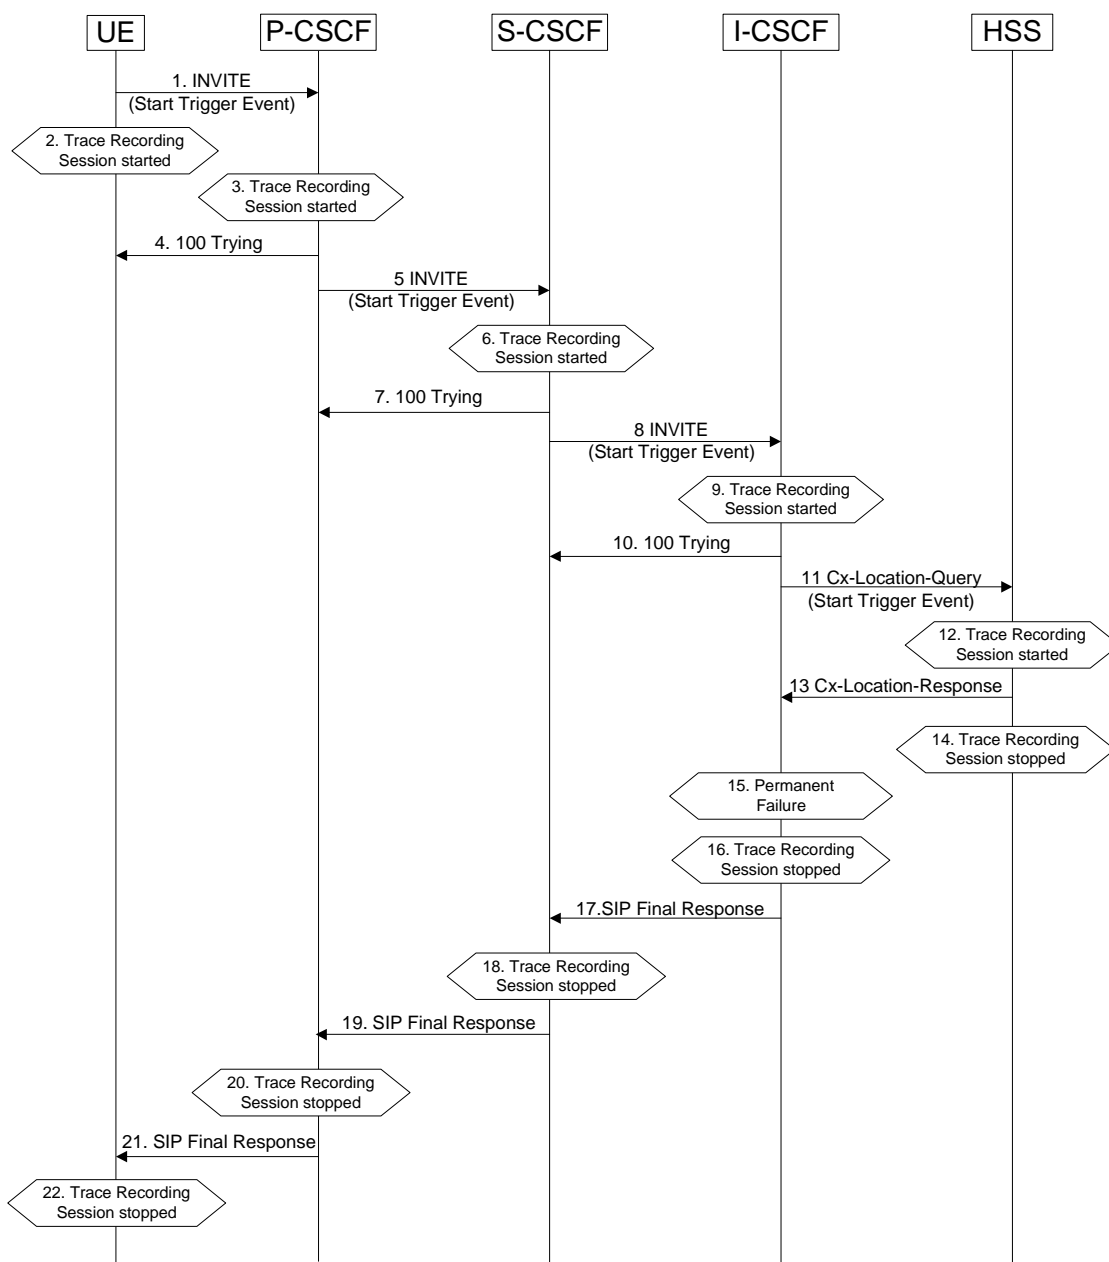 UE
P-CSCF
S-CSCF
I-CSCF
HSS
1. INVITE
(Start Trigger Event)
2. Trace Recording
Session started
3. Trace Recording
Session started
4. 100 Trying
5 INVITE
(Start Trigger Event)
6. Trace Recording
Session started
7. 100 Trying
8 INVITE
(Start Trigger Event)
9. Trace Recording
Session started
10. 100 Trying
11 Cx-Location-Query
(Start Trigger Event)
12. Trace Recording
Session started
13 Cx-Location-Response
14. Trace Recording
Session stopped
15. Permanent
Failure
16. Trace Recording
Session stopped
17.SIP Final Response
18. Trace Recording
Session stopped
19. SIP Final Response
20. Trace Recording
Session stopped
21. SIP Final Response
22. Trace Recording
Session stopped